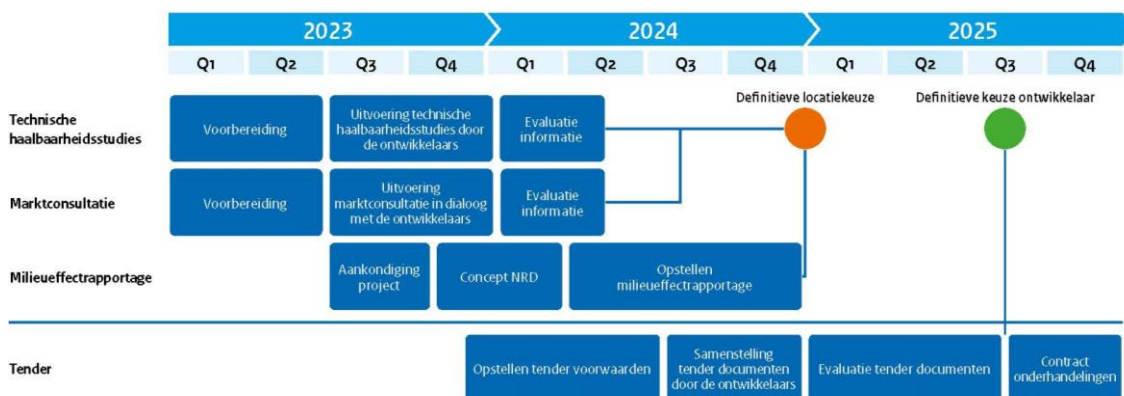 2023 2024 2025
Q1 Q2 Q3 Q4 Q1 Q2 Q3 Q4 Q1 Q2 Q3 Q4
Definitieve locatiekeuze Definitieve keuze ontwikkelaar
Technische
haalbaarheidsstudies
Voorbereiding
Uitvoering technische
haalbaarheidsstudies door
de ontwikkelaars
Evaluatie
informatie
Marktconsultatie
Voorbereiding
Uitvoering
marktconsultatie in dialoog
met de ontwikkelaars
Evaluatie
informatie
Milieueffectrapportage
Aankondiging
project
Concept NRD
Opstellen
milieueffectrapportage
Tender
Opstellen tender voorwaarden
Samenstelling
tender documenten
door de ontwikkelaars
Evaluatie tender documenten
Contract
onderhandelingen